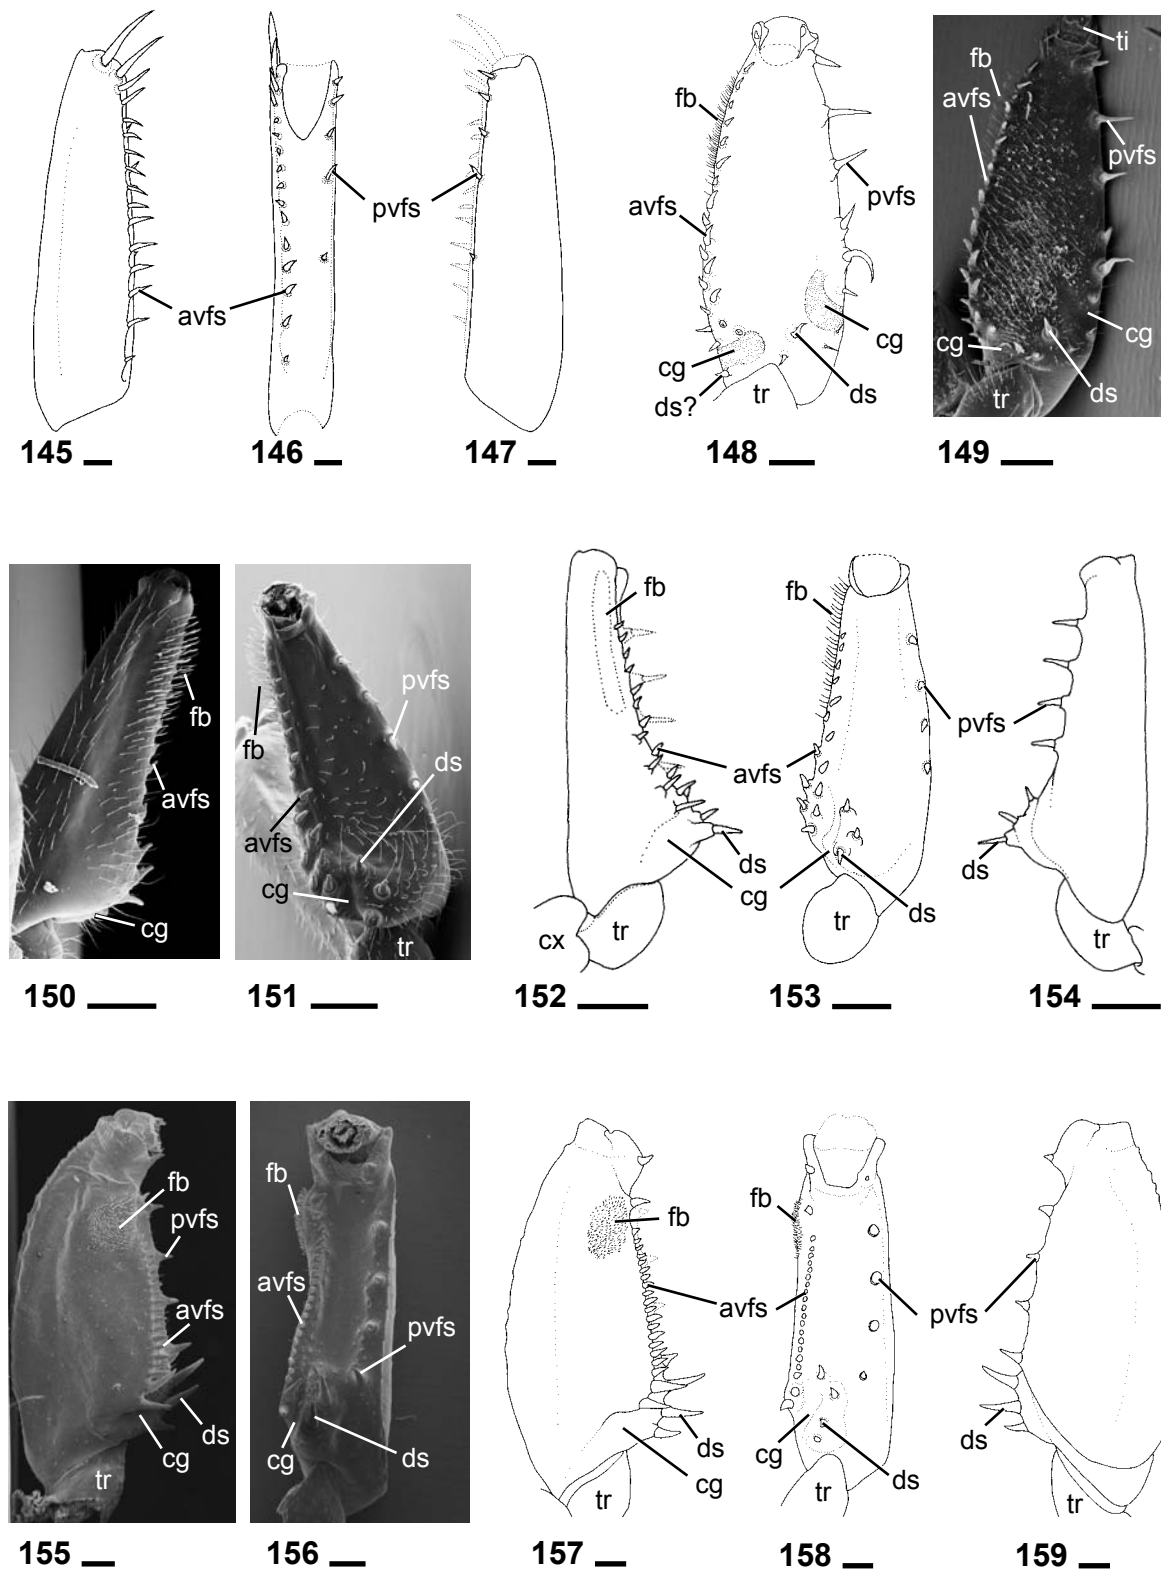 ti
fb
fb
avfs
pvfs
pvfs
pvfs
avfs
avfs
cg
cg
cg
cg
ds
ds
ds?
tr
tr
145
146
147
148
149
fb
fb
fb
fb
pvfs
pvfs
ds
avfs
avfs
avfs
ds
ds
cg
cg
cg
ds
cx
tr
tr
tr
tr
150
151
152
153
154
fb
fb
fb
fb
pvfs
avfs
avfs
avfs
pvfs
pvfs
ds
ds
ds
ds
ds
cg
cg
cg
cg
tr
tr
tr
tr
155
156
157
158
159